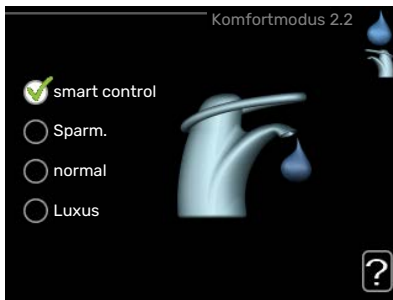 Komfortmodus 2.2
smart control
Sparm.
normal
Luxus
?